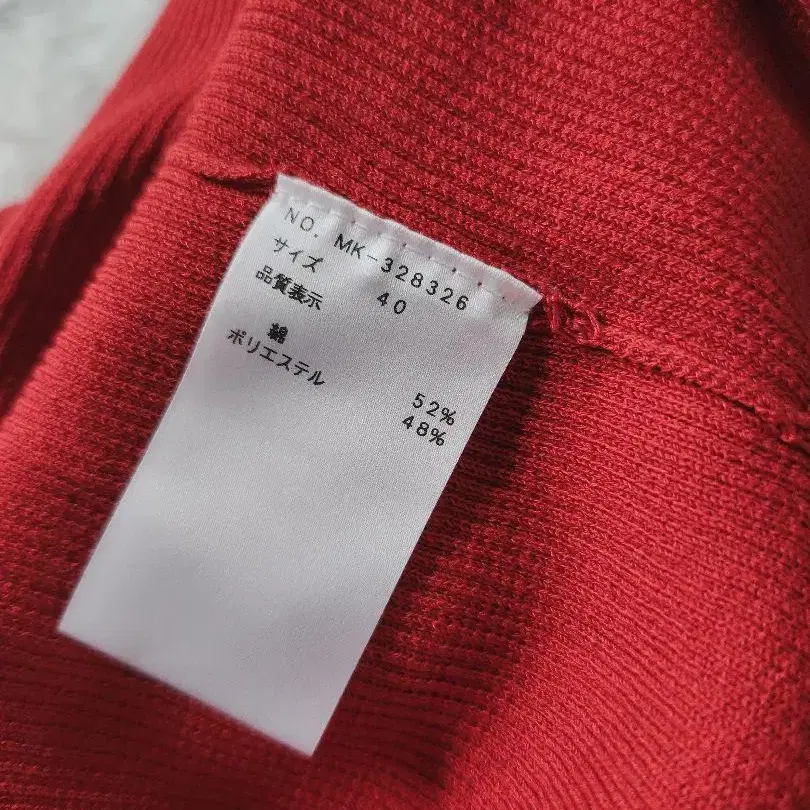 NO. MK-328326
サイズ 40
品質表示
綿 52%
ポリエステル 48%